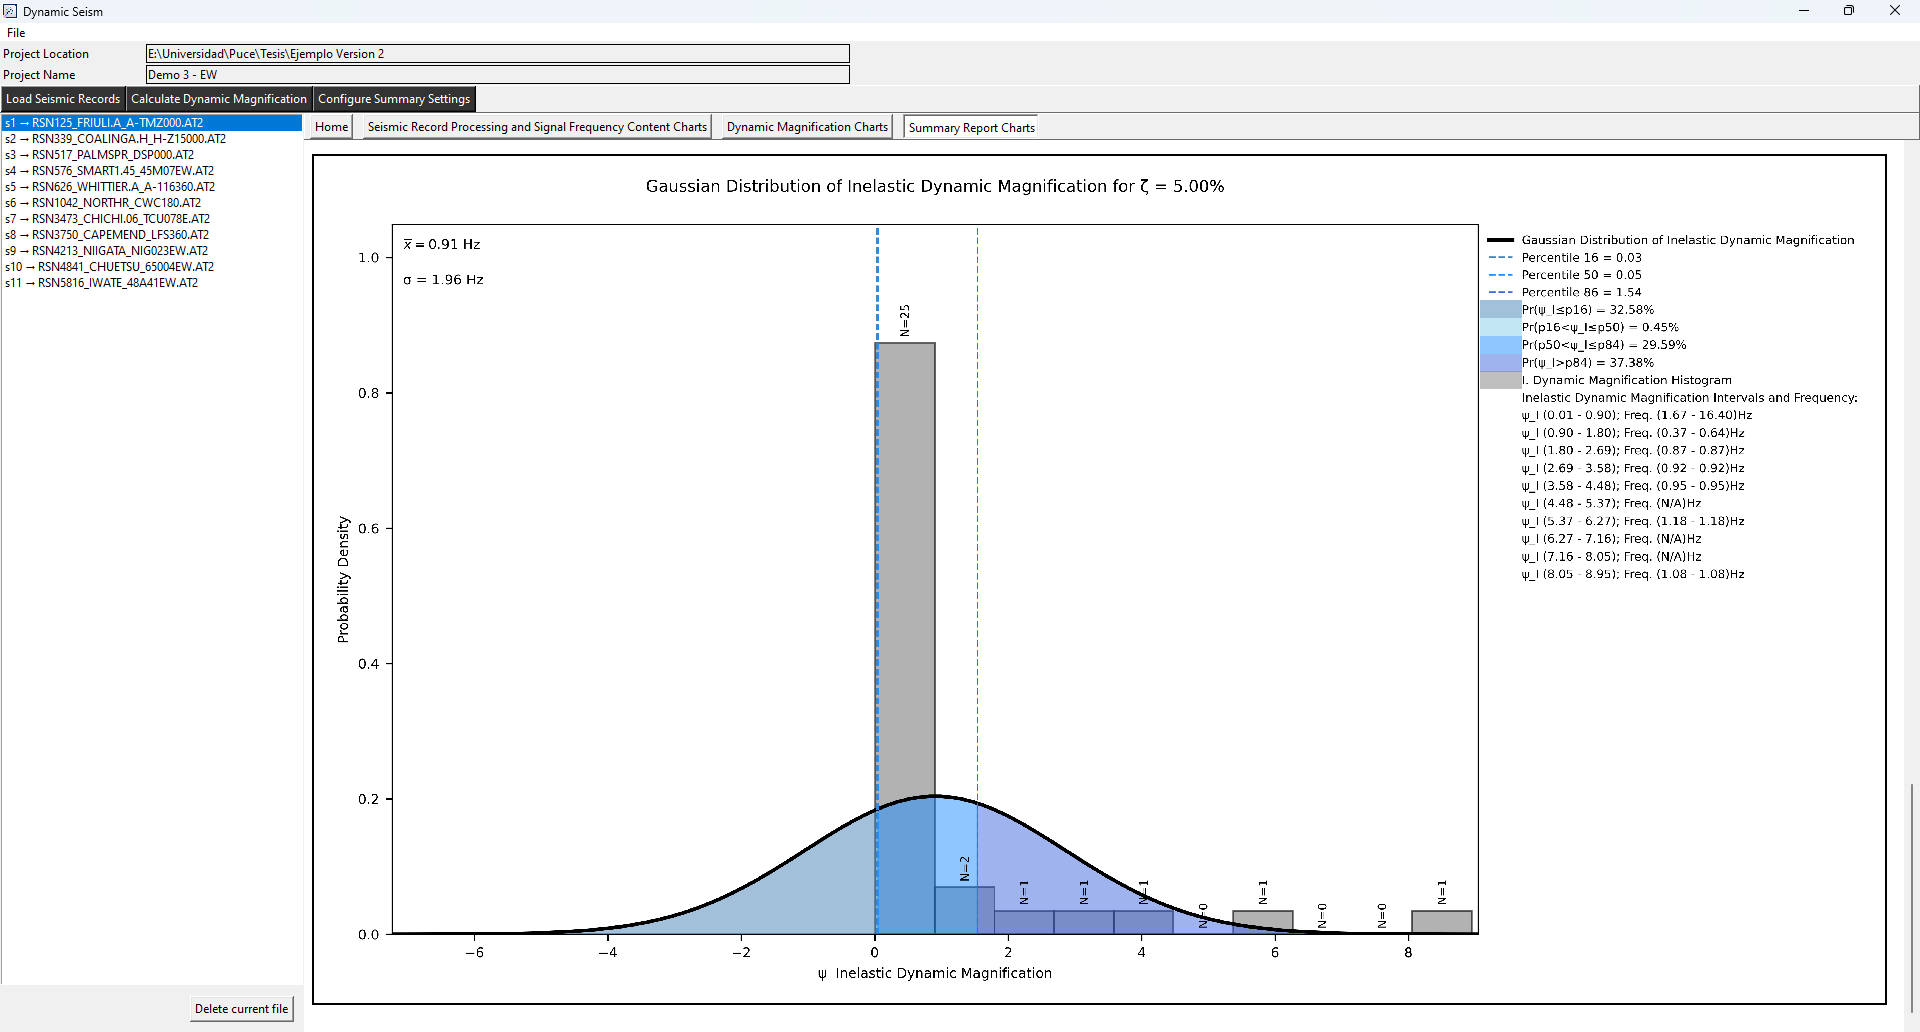 Dynamic Seism
File
Project Location
E:\Universidad\Puce\Tesis\Ejemplo Version 2
Project Name
Demo 3 - EW
Load Seismic Records
Calculate Dynamic Magnification
Configure Summary Settings
s1 → RSN125_FRIULI.A_A-TMZ000.AT2
s2 → RSN339_COALINGA.H_H-Z15000.AT2
s3 → RSN517_PALMSPR_DSP000.AT2
s4 → RSN576_SMART1.45_45M07EW.AT2
s5 → RSN626_WHITTIER.A_A-116360.AT2
s6 → RSN1042_NORTHR_CWC180.AT2
s7 → RSN3473_CHICHI.06_TCU078E.AT2
s8 → RSN3750_CAPEMEND_LFS360.AT2
s9 → RSN4213_NIIGATA_NIG023EW.AT2
s10 → RSN4841_CHUETSU_65004EW.AT2
s11 → RSN5816_IWATE_48A41EW.AT2
Delete current file
Home
Seismic Record Processing and Signal Frequency Content Charts
Dynamic Magnification Charts
Summary Report Charts
Gaussian Distribution of Inelastic Dynamic Magnification for ζ = 5.00%
x̅ = 0.91 Hz
σ = 1.96 Hz
Probability Density
1.0
0.8
0.6
0.4
0.2
0.0
N=25
N=2
N=1
N=1
N=1
N=0
N=1
N=0
N=0
N=1
−6
−4
−2
0
2
4
6
8
ψ Inelastic Dynamic Magnification
Gaussian Distribution of Inelastic Dynamic Magnification
Percentile 16 = 0.03
Percentile 50 = 0.05
Percentile 86 = 1.54
Pr(ψ_I≤p16) = 32.58%
Pr(p16<ψ_I≤p50) = 0.45%
Pr(p50<ψ_I≤p84) = 29.59%
Pr(ψ_I>p84) = 37.38%
I. Dynamic Magnification Histogram
Inelastic Dynamic Magnification Intervals and Frequency:
ψ_I (0.01 - 0.90); Freq. (1.67 - 16.40)Hz
ψ_I (0.90 - 1.80); Freq. (0.37 - 0.64)Hz
ψ_I (1.80 - 2.69); Freq. (0.87 - 0.87)Hz
ψ_I (2.69 - 3.58); Freq. (0.92 - 0.92)Hz
ψ_I (3.58 - 4.48); Freq. (0.95 - 0.95)Hz
ψ_I (4.48 - 5.37); Freq. (N/A)Hz
ψ_I (5.37 - 6.27); Freq. (1.18 - 1.18)Hz
ψ_I (6.27 - 7.16); Freq. (N/A)Hz
ψ_I (7.16 - 8.05); Freq. (N/A)Hz
ψ_I (8.05 - 8.95); Freq. (1.08 - 1.08)Hz